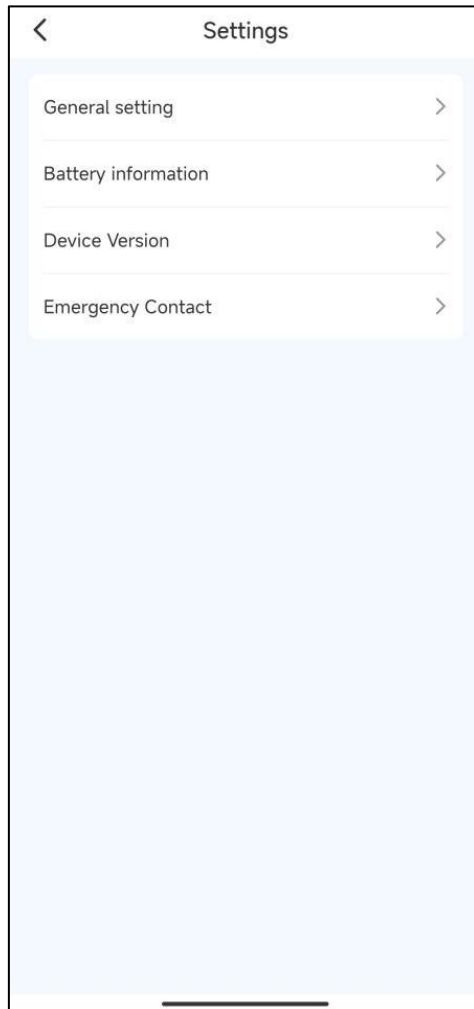 Settings
General setting
Battery information
Device Version
Emergency Contact